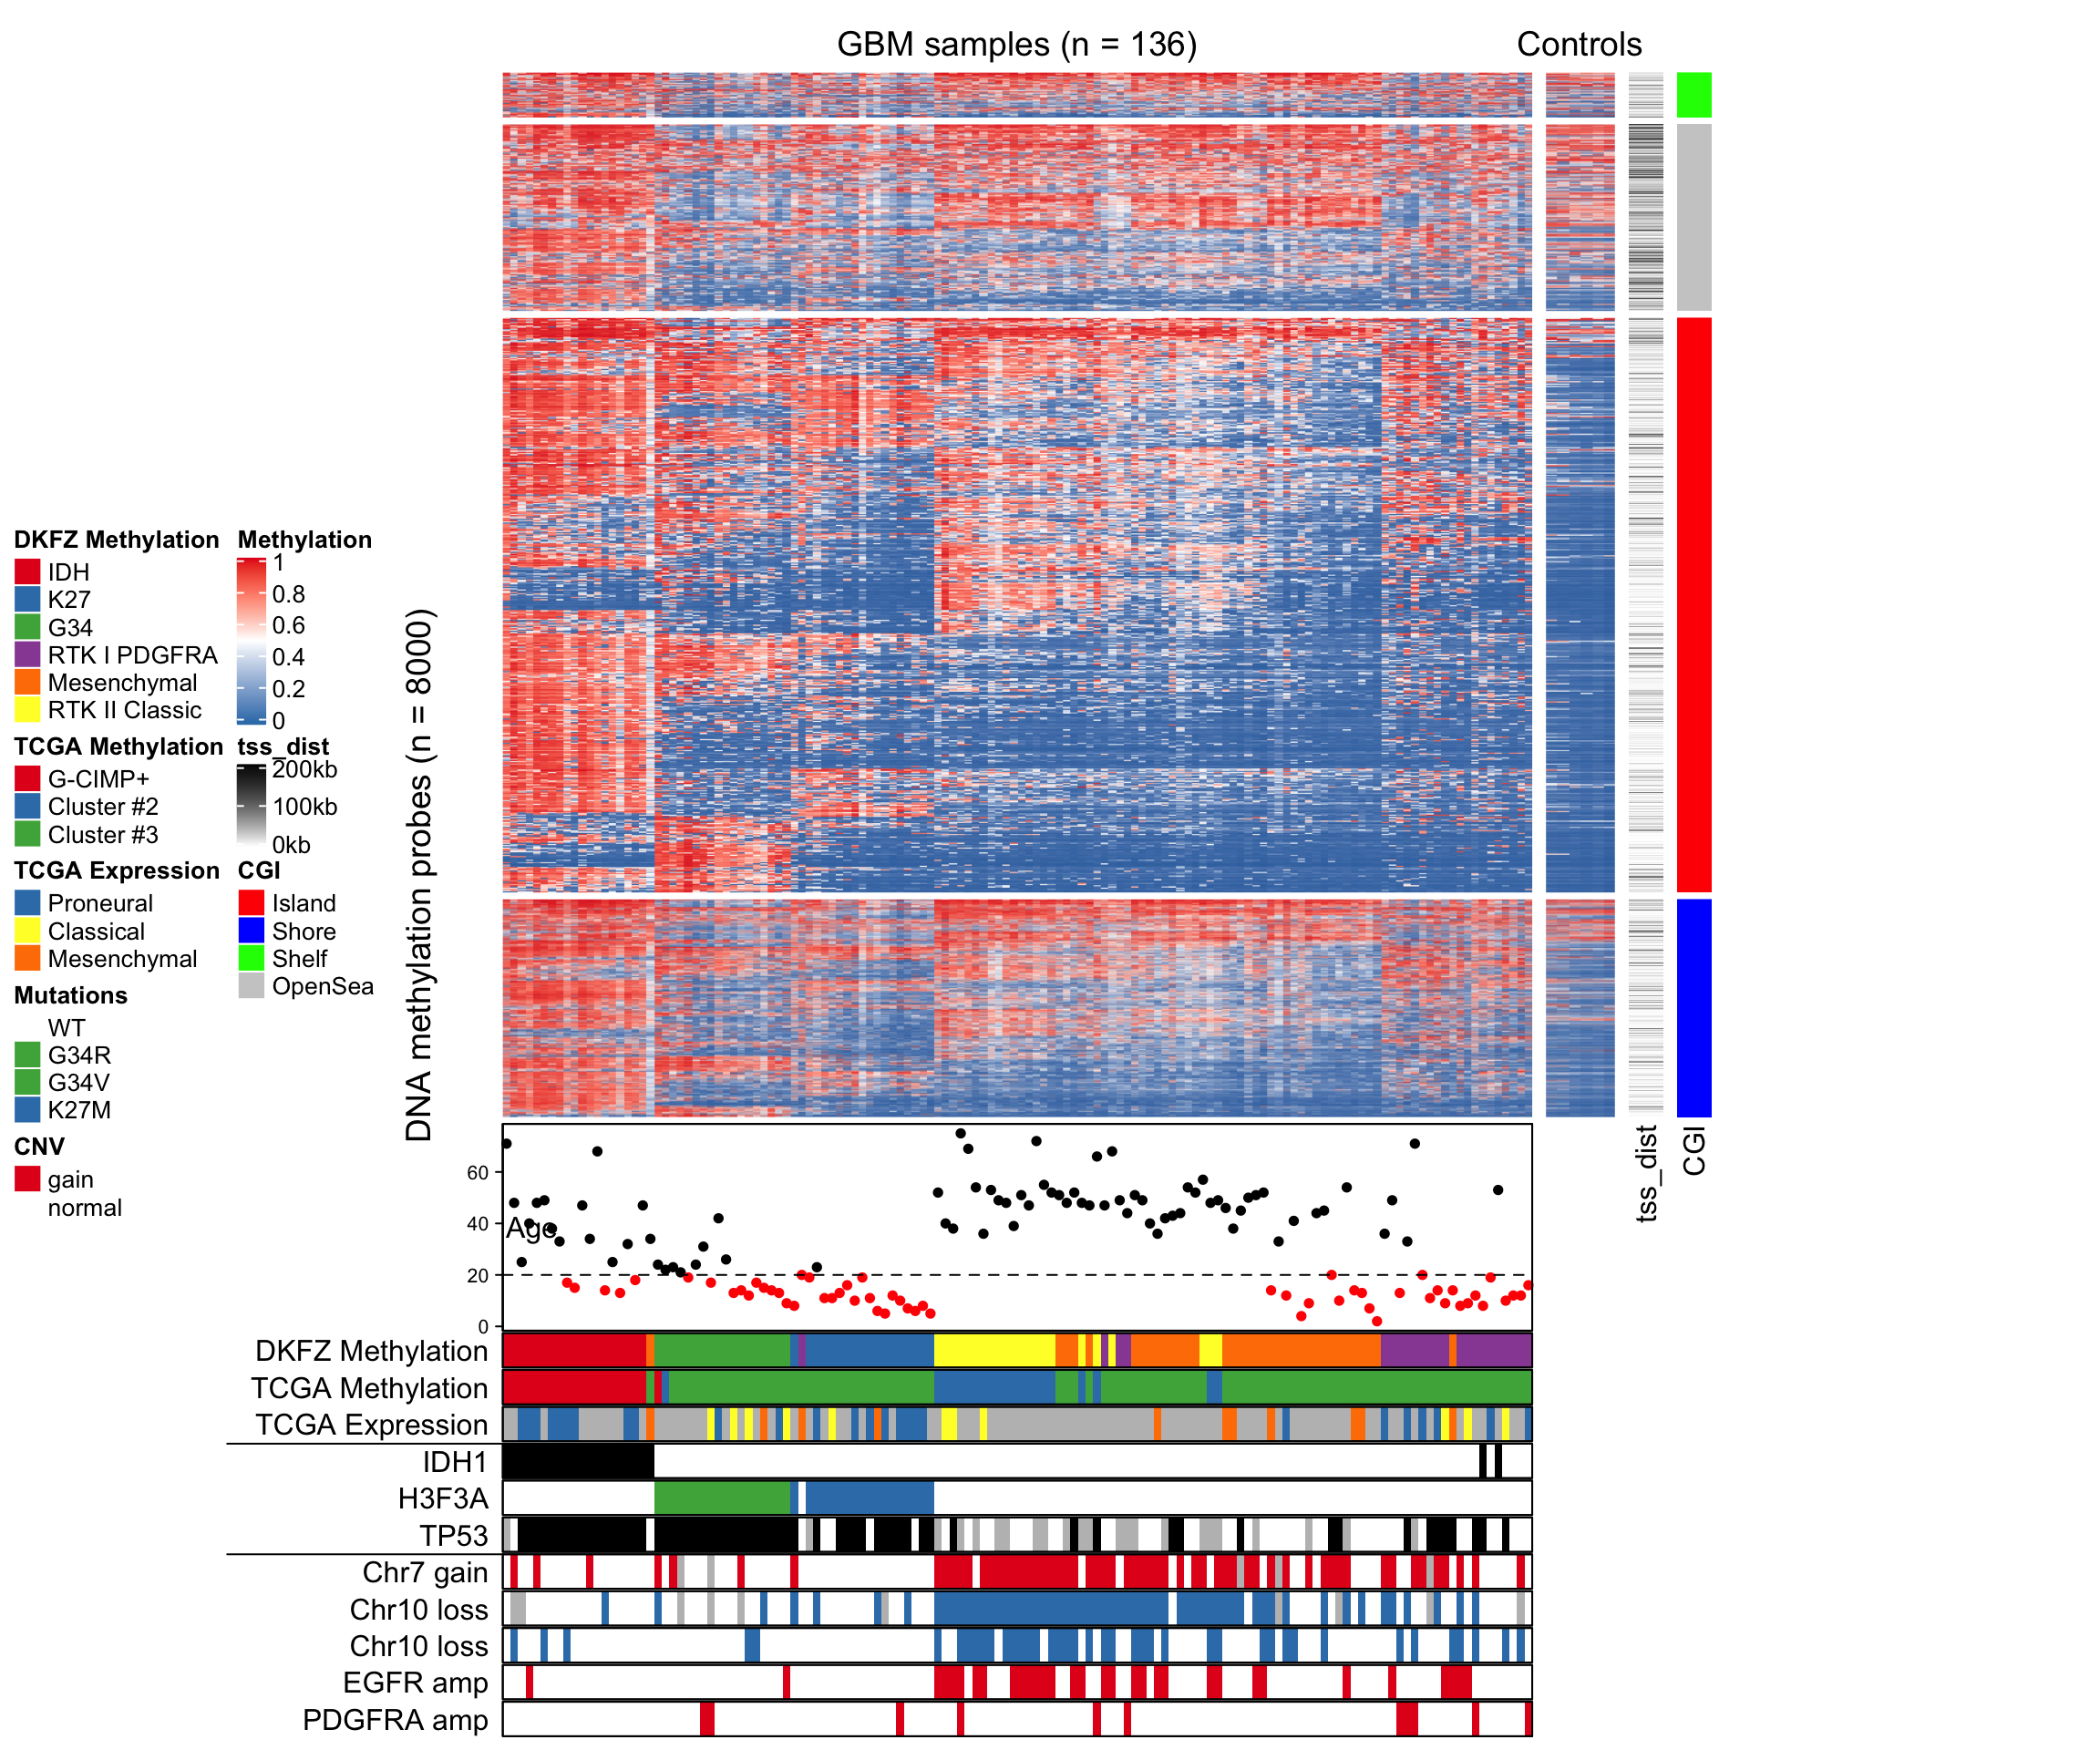 GBM samples (n = 136)
Controls
DNA methylation probes (n = 8000)
DKFZ Methylation
IDH
K27
G34
RTK I PDGFRA
Mesenchymal
RTK II Classic
TCGA Methylation
G-CIMP+
Cluster #2
Cluster #3
TCGA Expression
Proneural
Classical
Mesenchymal
Mutations
WT
G34R
G34V
K27M
CNV
gain
normal
Methylation
1
0.8
0.6
0.4
0.2
0
tss_dist
200kb
100kb
0kb
CGI
Island
Shore
Shelf
OpenSea
tss_dist
CGI
60
40
20
0
Age
DKFZ Methylation
TCGA Methylation
TCGA Expression
IDH1
H3F3A
TP53
Chr7 gain
Chr10 loss
Chr10 loss
EGFR amp
PDGFRA amp